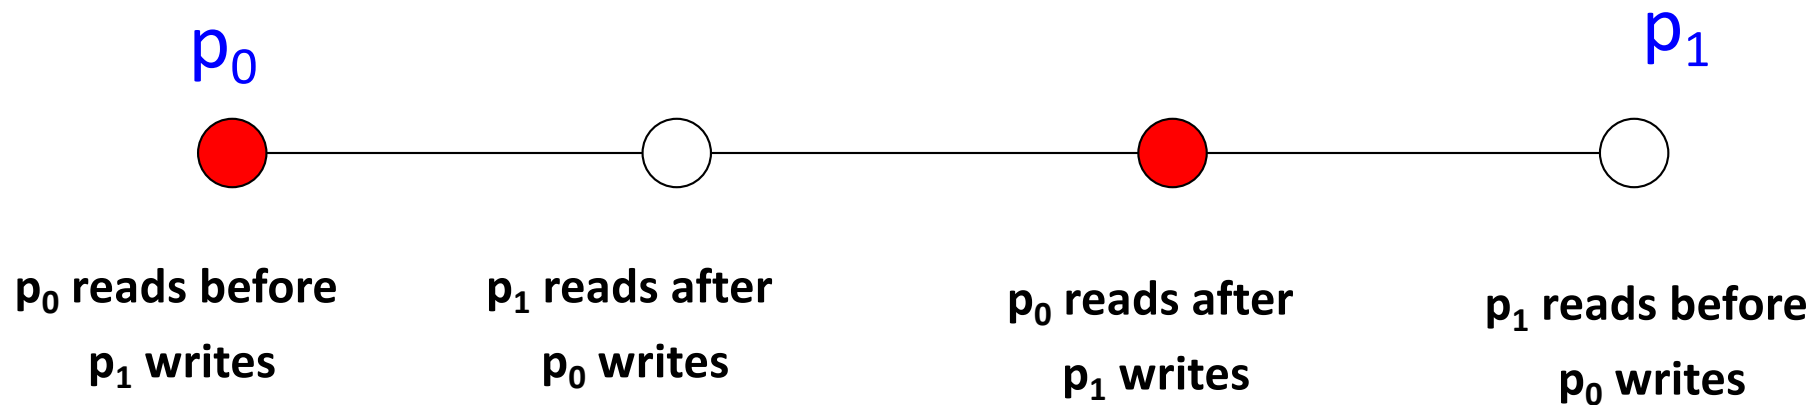 p₀
p₁
p₀ reads before
p₁ writes
p₁ reads after
p₀ writes
p₀ reads after
p₁ writes
p₁ reads before
p₀ writes